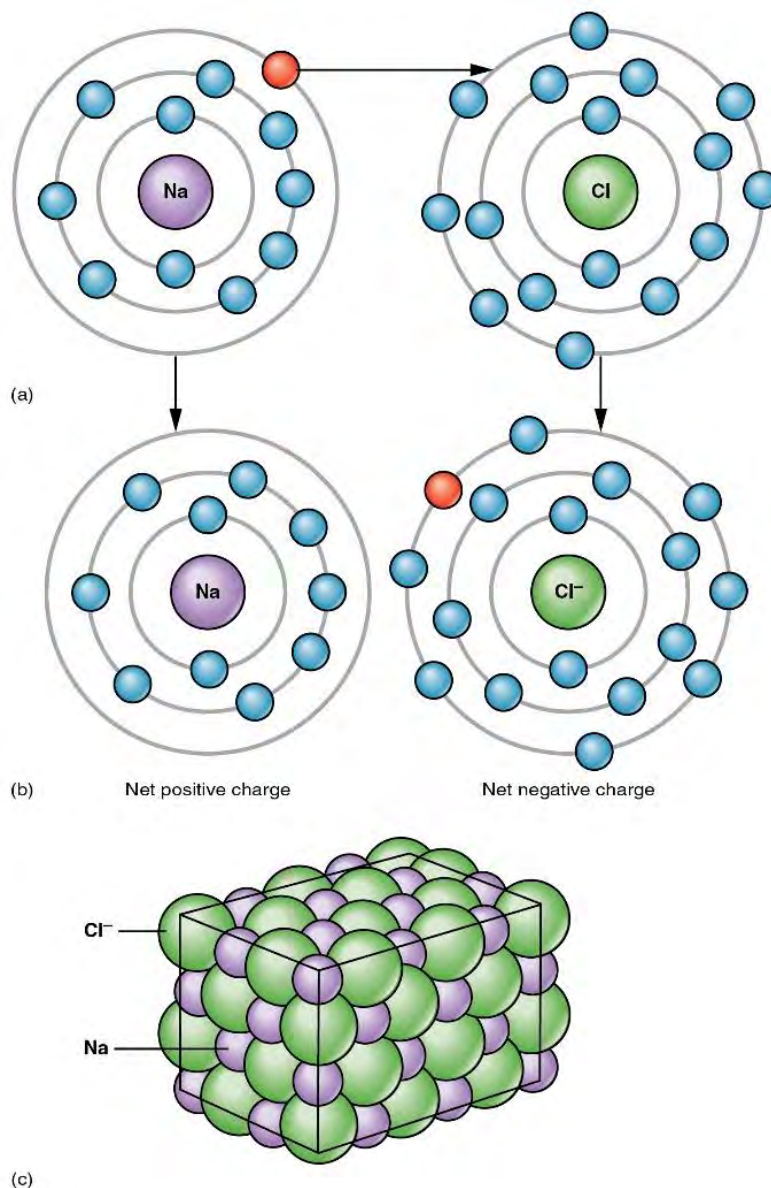 Na
Cl
(a)
Na
Cl⁻
(b) Net positive charge Net negative charge
Cl⁻
Na
(c)